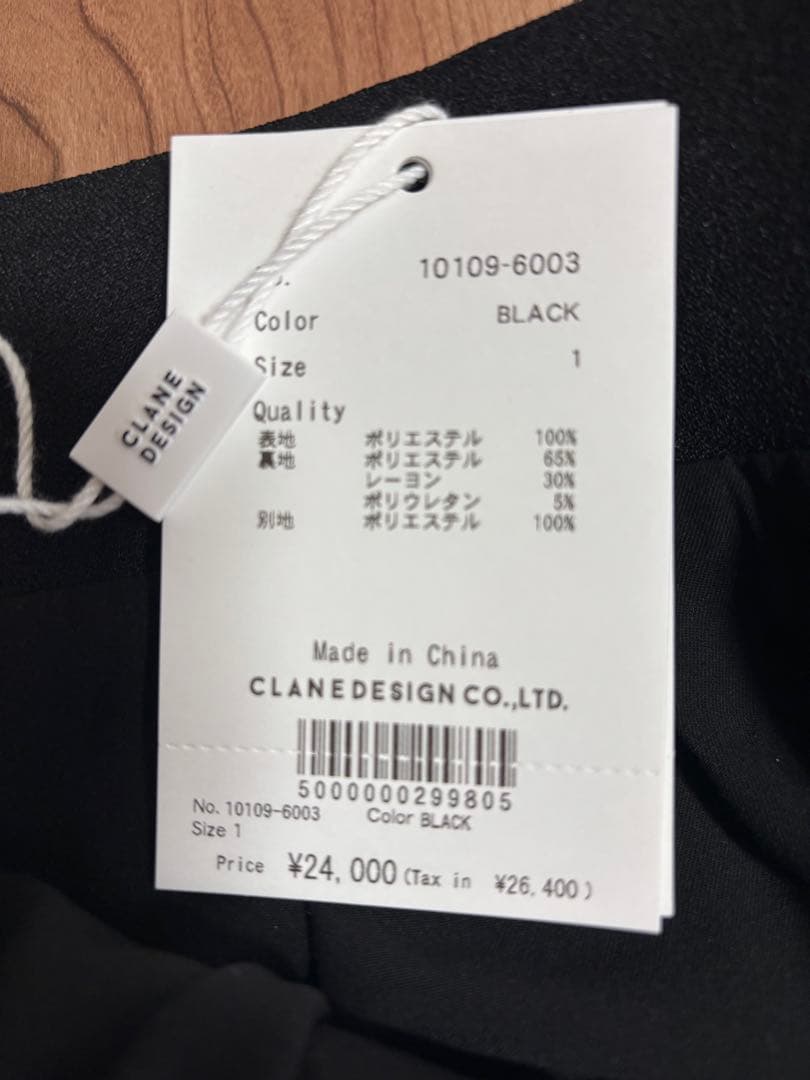 10109-6003
Color BLACK
Size 1
Quality
表地 ポリエステル 100%
裏地 ポリエステル 65%
レーヨン 30%
ポリウレタン 5%
別地 ポリエステル 100%
CLANE
DESIGN
Made in China
CLANEDESIGN CO.,LTD.
5000000299805
No. 10109-6003 Color BLACK
Size 1
Price ¥24,000 (Tax in ¥26,400)